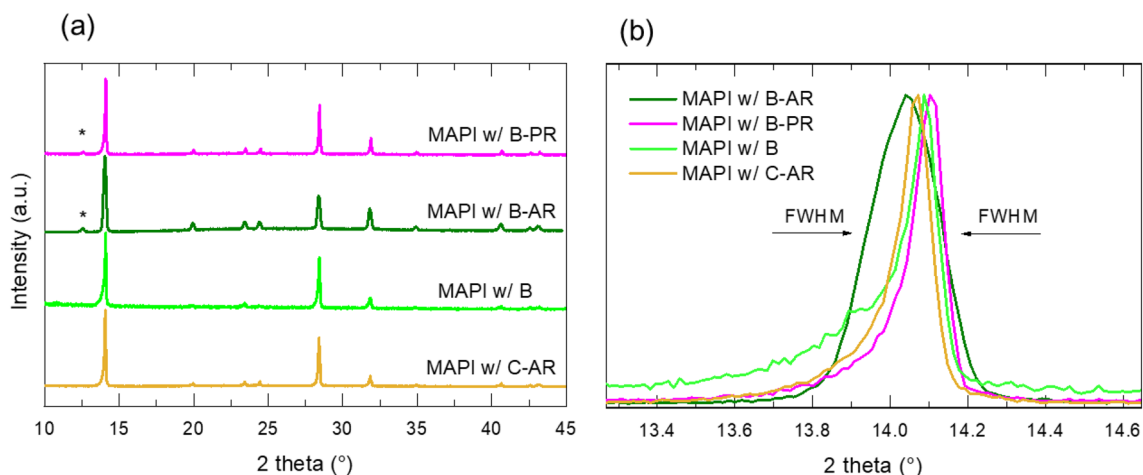 (a)
*
MAPI w/ B-PR
*
MAPI w/ B-AR
MAPI w/ B
MAPI w/ C-AR
Intensity (a.u.)
10 15 20 25 30 35 40 45
2 theta (°)
(b)
MAPI w/ B-AR
MAPI w/ B-PR
MAPI w/ B
MAPI w/ C-AR
FWHM FWHM
13.4 13.6 13.8 14.0 14.2 14.4 14.6
2 theta (°)